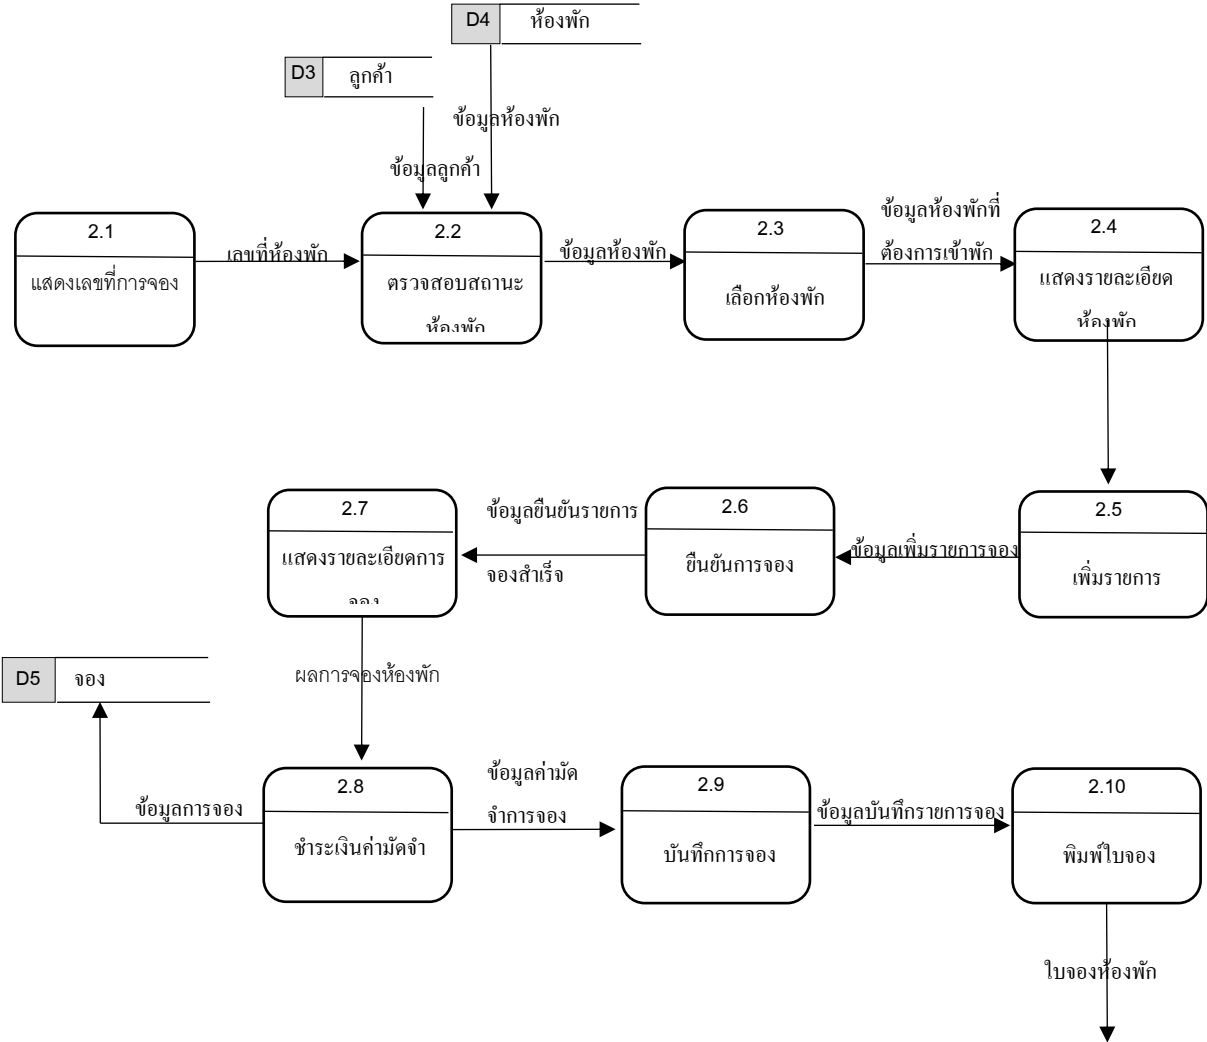 D4 ห้องพัก
D3 ลูกค้า
ข้อมูลห้องพัก
ข้อมูลลูกค้า
2.1
แสดงเลขที่การจอง
เลขที่ห้องพัก
2.2
ตรวจสอบสถานะ
ห้องพัก
ข้อมูลห้องพัก
2.3
เลือกห้องพัก
ข้อมูลห้องพักที่
ต้องการเข้าพัก
2.4
แสดงรายละเอียด
ห้องพัก
2.7
แสดงรายละเอียดการ
จอง
ข้อมูลยืนยันรายการ
จองสำเร็จ
2.6
ยืนยันการจอง
ข้อมูลเพิ่มรายการจอง
2.5
เพิ่มรายการ
D5 จอง
ผลการจองห้องพัก
ข้อมูลการจอง
2.8
ชำระเงินค่ามัดจำ
ข้อมูลค่ามัด
จำการจอง
2.9
บันทึกการจอง
ข้อมูลบันทึกรายการจอง
2.10
พิมพ์ใบจอง
ใบจองห้องพัก